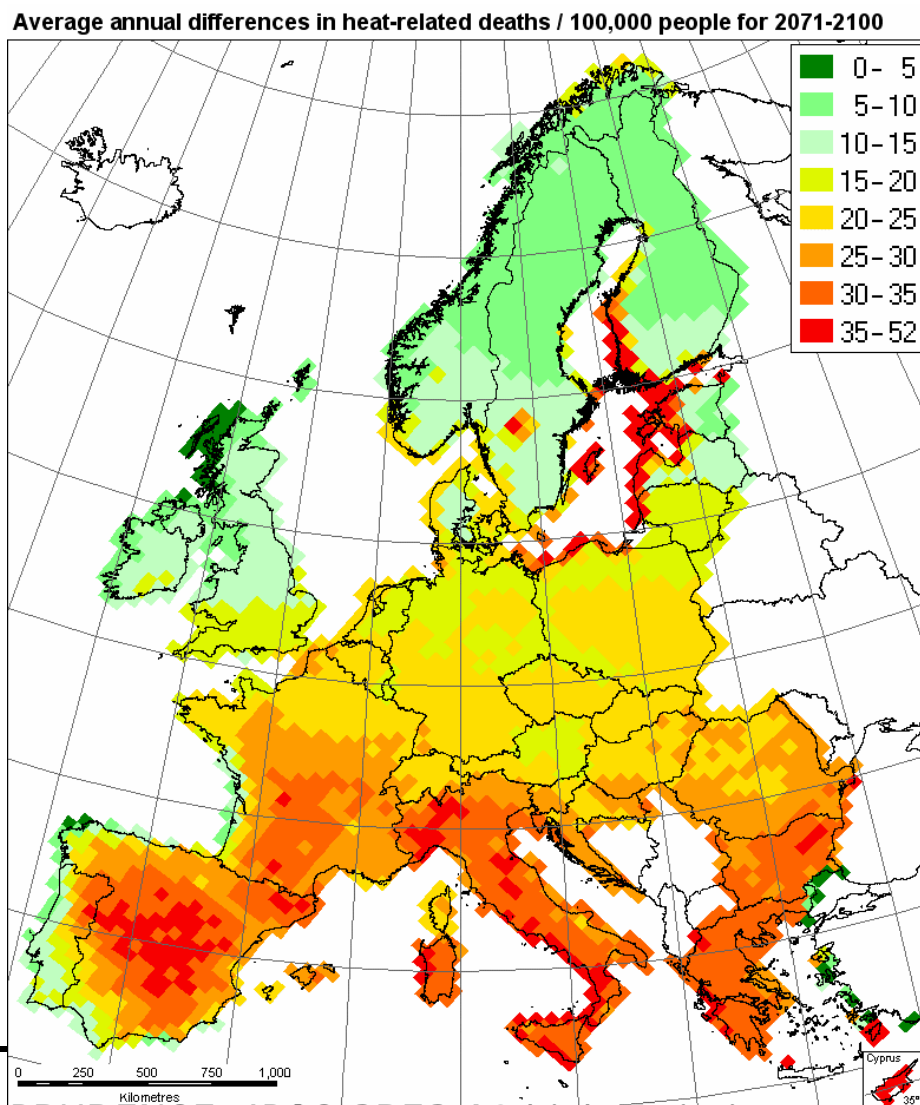 Average annual differences in heat-related deaths / 100,000 people for 2071-2100
0 - 5
5 - 10
10 - 15
15 - 20
20 - 25
25 - 30
30 - 35
35 - 52
0 250 500 750 1,000
Kilometres
Cyprus
35°